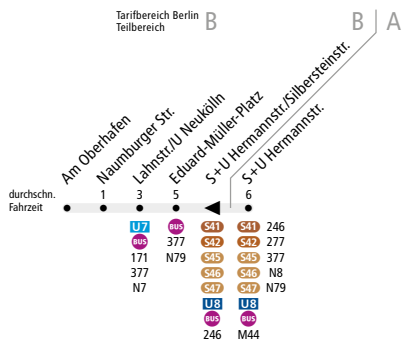 Tarifbereich Berlin
Teilbereich
B
B
A
Am Oberhafen
Naumburger Str.
Lahnstr./U Neukölln
Eduard-Müller-Platz
S+U Hermannstr./Silbersteinstr.
S+U Hermannstr.
durchschn.
Fahrzeit
1
3
5
6
U7
BUS
171
377
N7
BUS
377
N79
S41
S42
S45
S46
S47
U8
BUS
246
S41
S42
S45
S46
S47
U8
BUS
M44
246
277
377
N8
N79